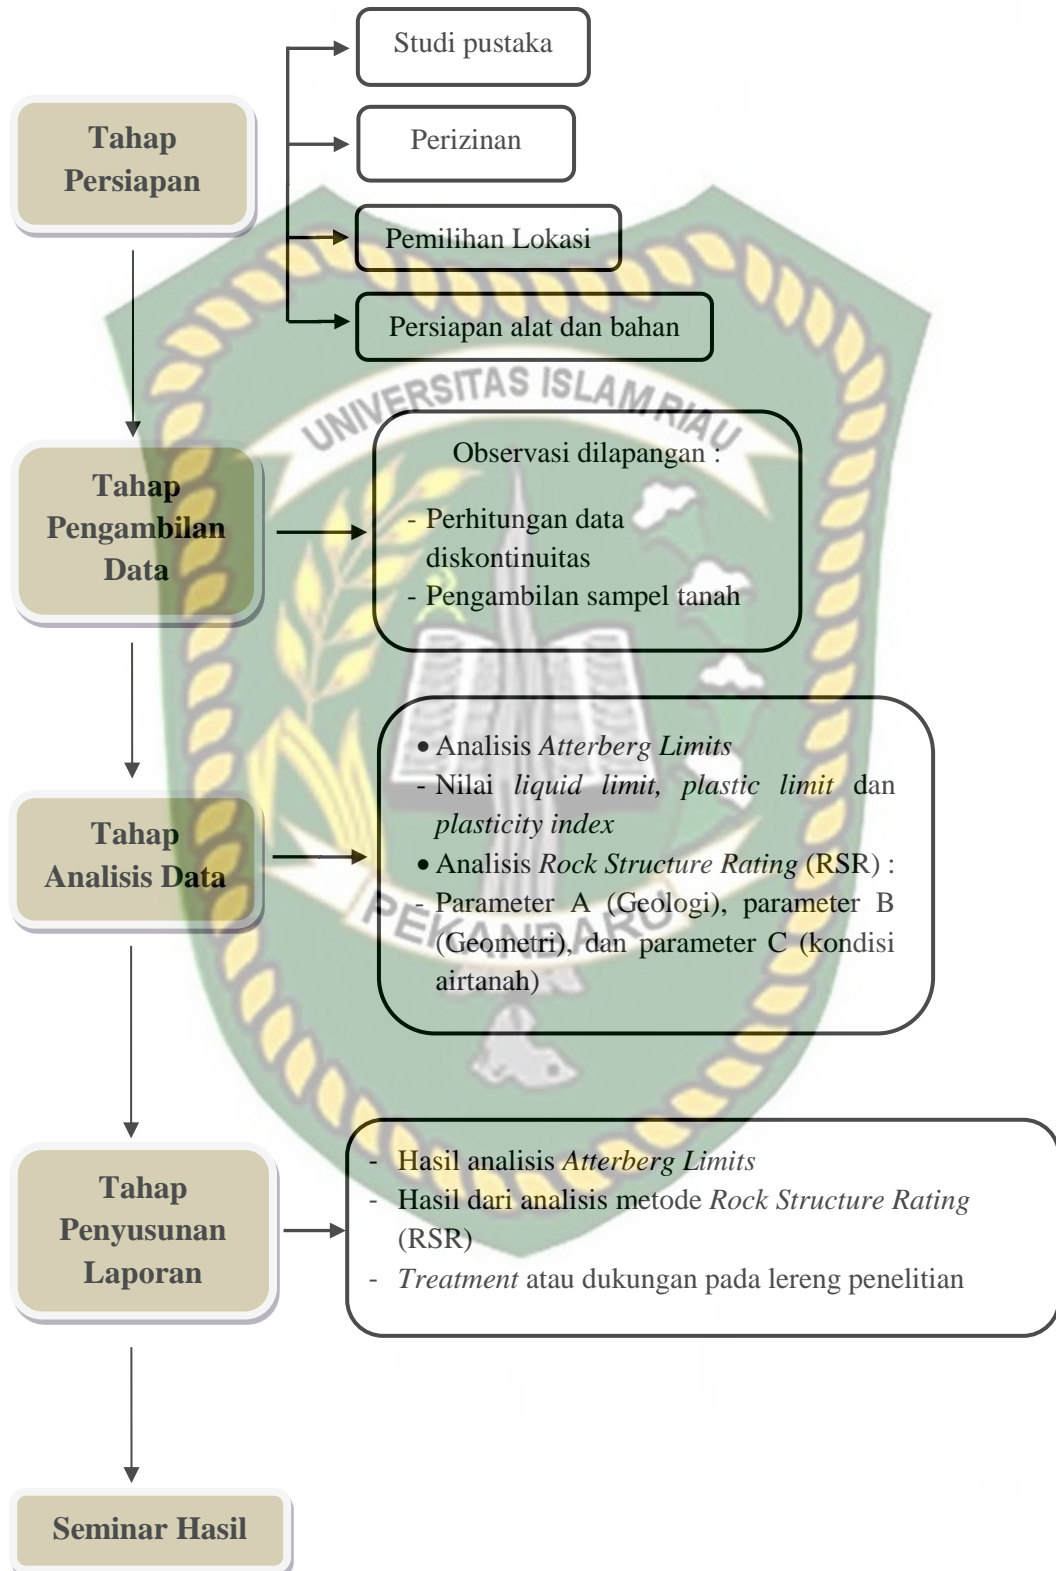 Studi pustaka
Tahap
Persiapan
Perizinan
Pemilihan Lokasi
Persiapan alat dan bahan
UNIVERSITAS ISLAM RIAU
Tahap
Pengambilan
Data
Observasi dilapangan :
- Perhitungan data
diskontinuitas
- Pengambilan sampel tanah
Tahap
Analisis Data
• Analisis Atterberg Limits
- Nilai liquid limit, plastic limit dan
plasticity index
• Analisis Rock Structure Rating (RSR) :
- Parameter A (Geologi), parameter B
(Geometri), dan parameter C (kondisi
airtanah)
PEKANBARU
Tahap
Penyusunan
Laporan
- Hasil analisis Atterberg Limits
- Hasil dari analisis metode Rock Structure Rating
(RSR)
- Treatment atau dukungan pada lereng penelitian
Seminar Hasil